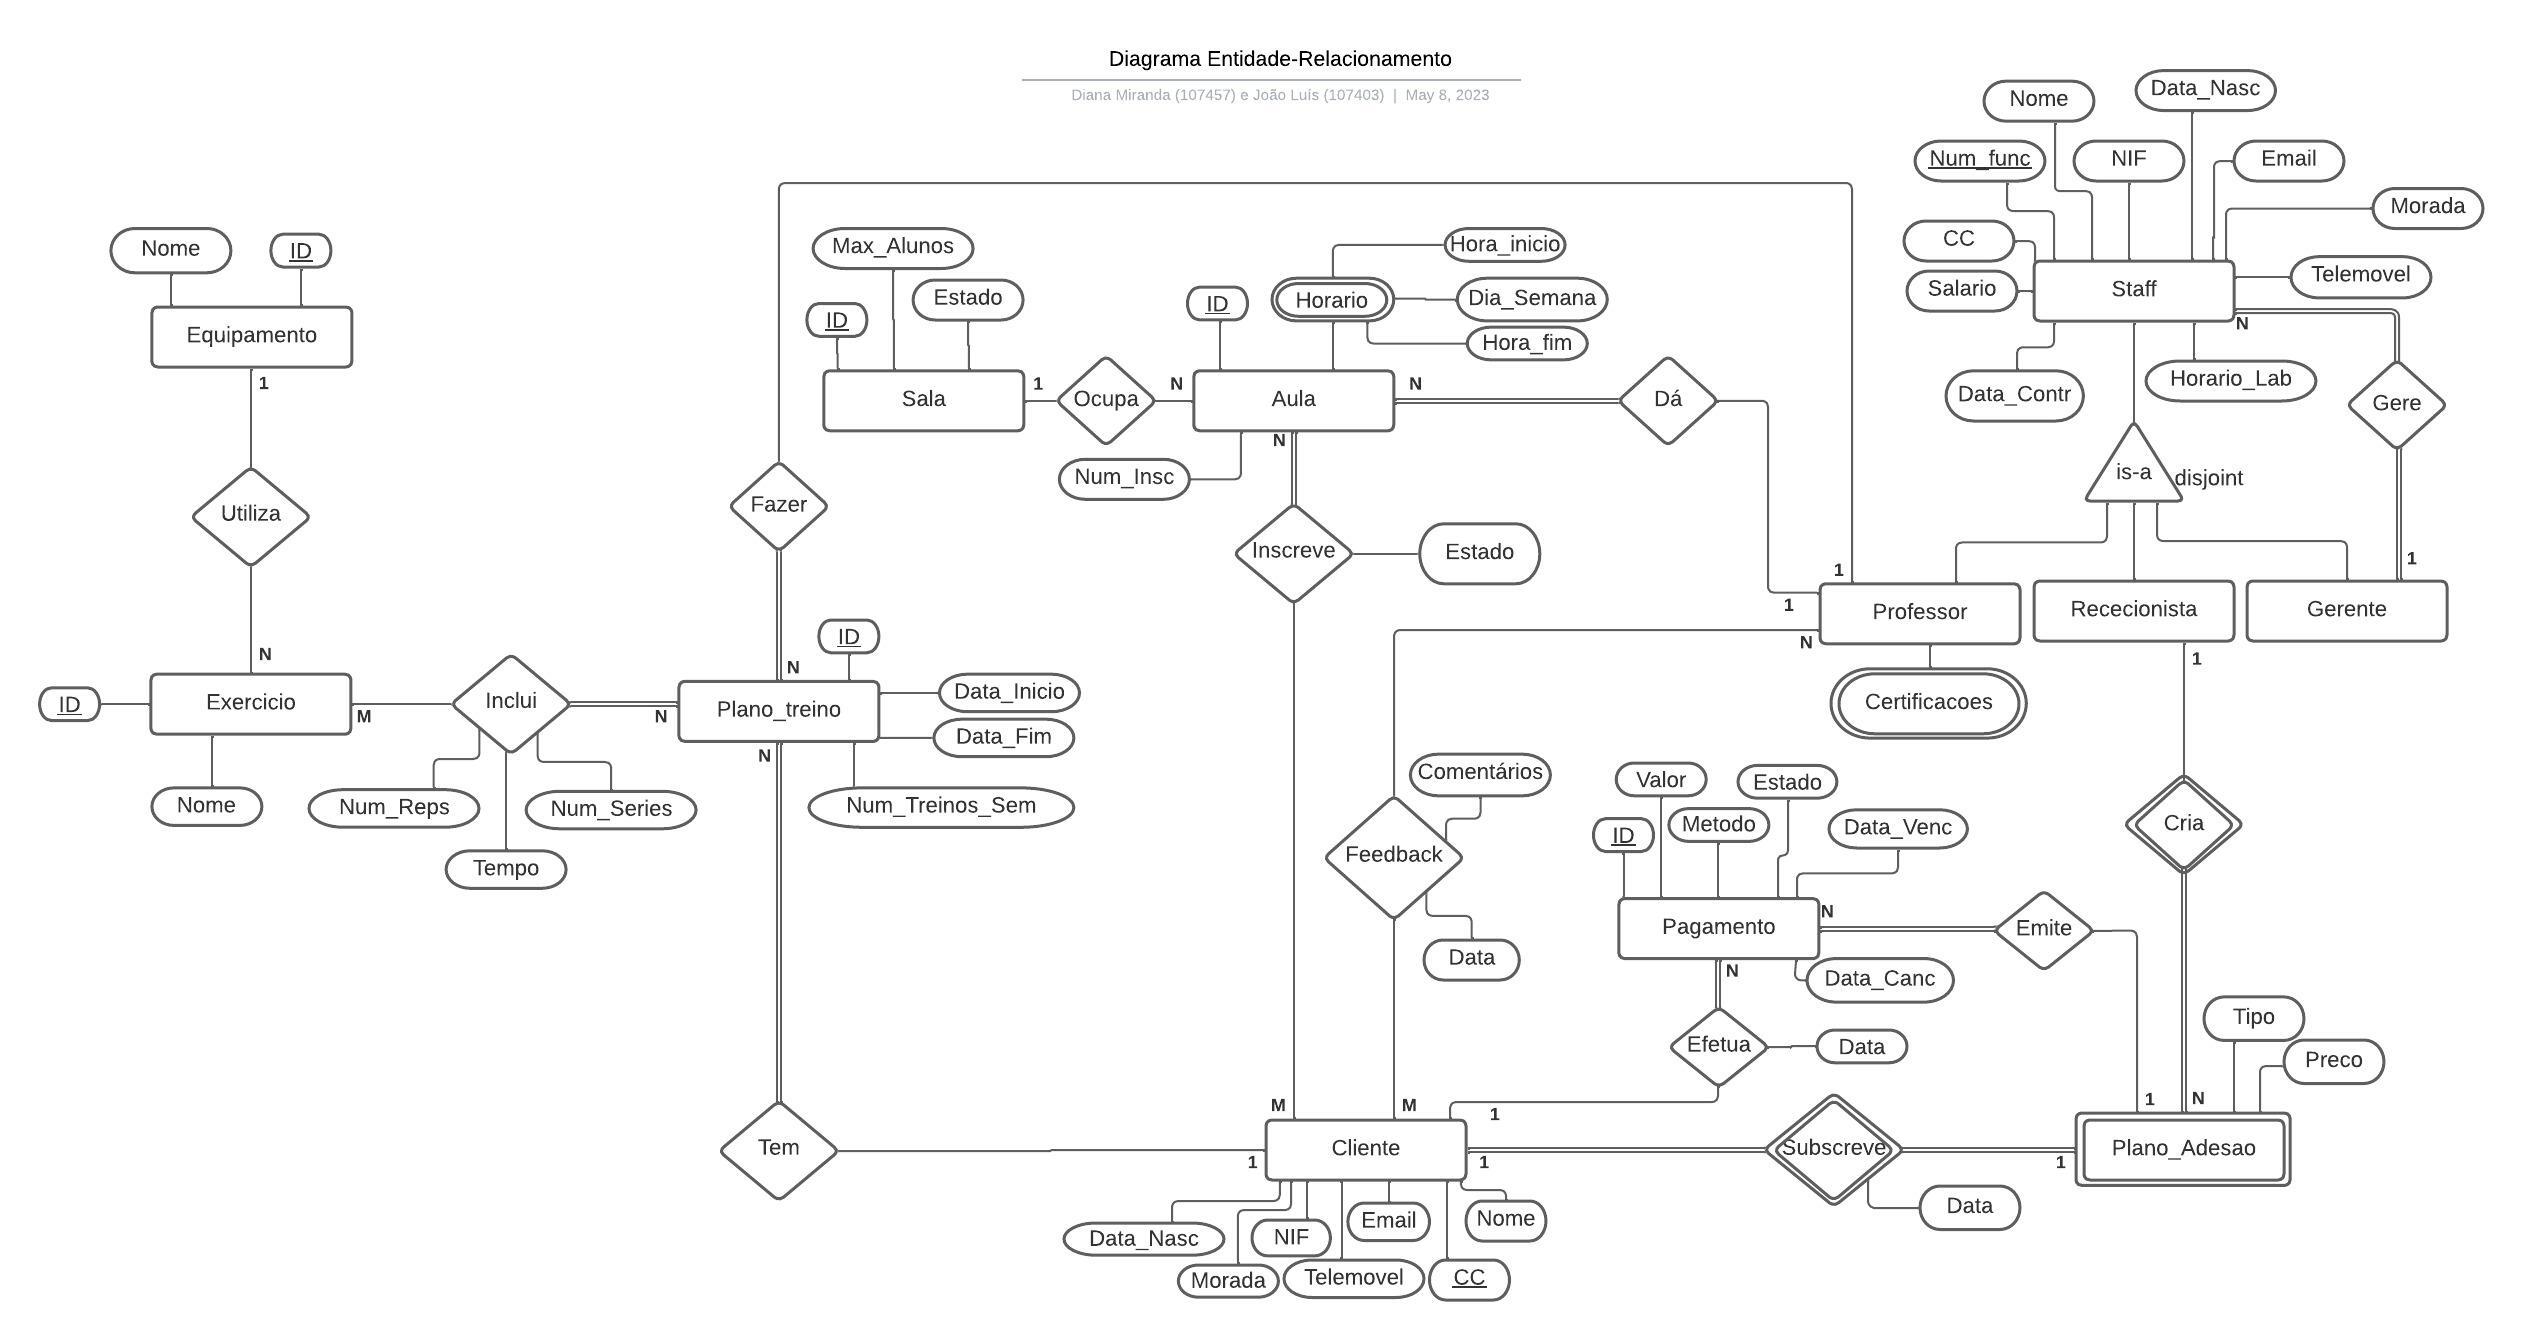 Diagrama Entidade-Relacionamento
Diana Miranda (107457) e João Luís (107403) | May 8, 2023
Nome
Data_Nasc
Num_func
NIF
Email
Morada
CC
Salario
Staff
Telemovel
N
Data_Contr
Horario_Lab
Gere
is-a
disjoint
1
Nome
ID
Equipamento
1
Utiliza
N
Max_Alunos
Estado
ID
Sala
1
Ocupa
N
ID
Horario
Hora_inicio
Dia_Semana
Hora_fim
Aula
N
Dá
N
Num_Insc
Fazer
Inscreve
Estado
1
1
Professor
N
Rececionista
1
Gerente
Certificacoes
ID
Exercicio
M
Inclui
N
N
ID
Plano_treino
Data_Inicio
Data_Fim
N
Nome
Num_Reps
Num_Series
Tempo
Num_Treinos_Sem
Comentários
Feedback
Data
Valor
Estado
ID
Metodo
Data_Venc
Pagamento
N
Emite
Cria
N
Data_Canc
Efetua
Data
Tipo
Preco
1
N
M
M
1
Tem
1
Cliente
1
Subscreve
1
Plano_Adesao
Data
Data_Nasc
NIF
Email
Nome
Morada
Telemovel
CC